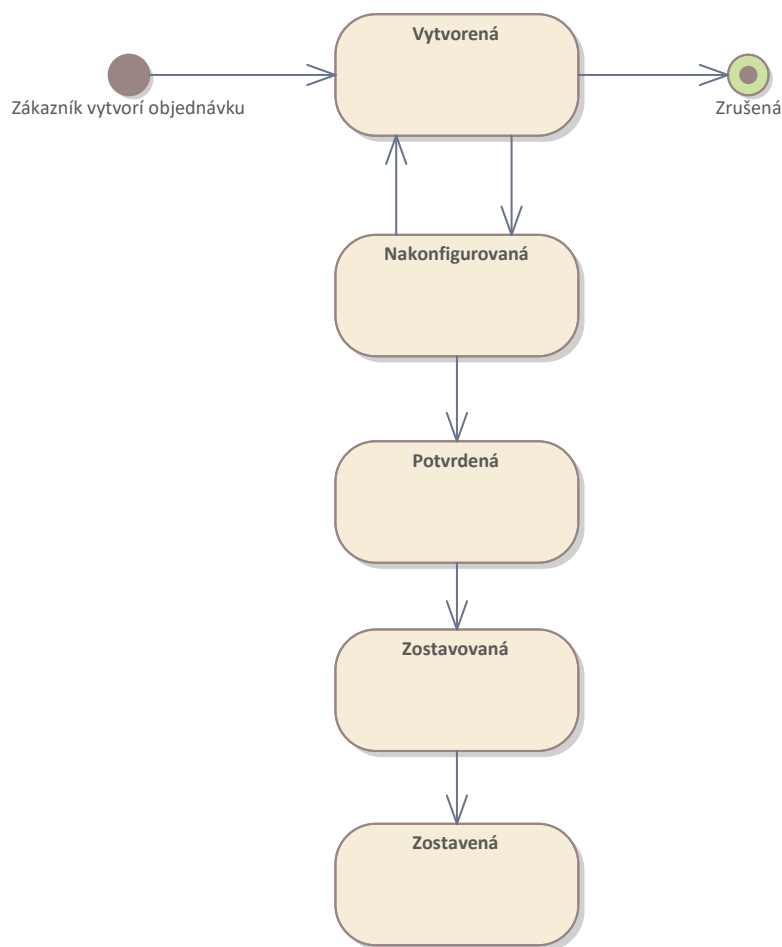 Vytvorená
Zákazník vytvorí objednávku
Zrušená
Nakonfigurovaná
Potvrdená
Zostavovaná
Zostavená